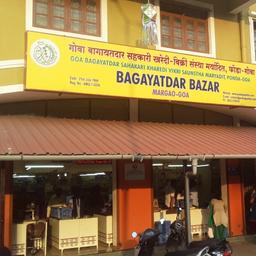 गोवा बागायतदार सहकारी खरेदी-विक्री संस्था मर्यादित, फोंडा-गोवा
GOA BAGAYATDAR SAHAKARI KHAREDI VIKRI SAUNSTHA MARYADIT, PONDA-GOA
BAGAYATDAR BAZAR
MARGAO-GOA